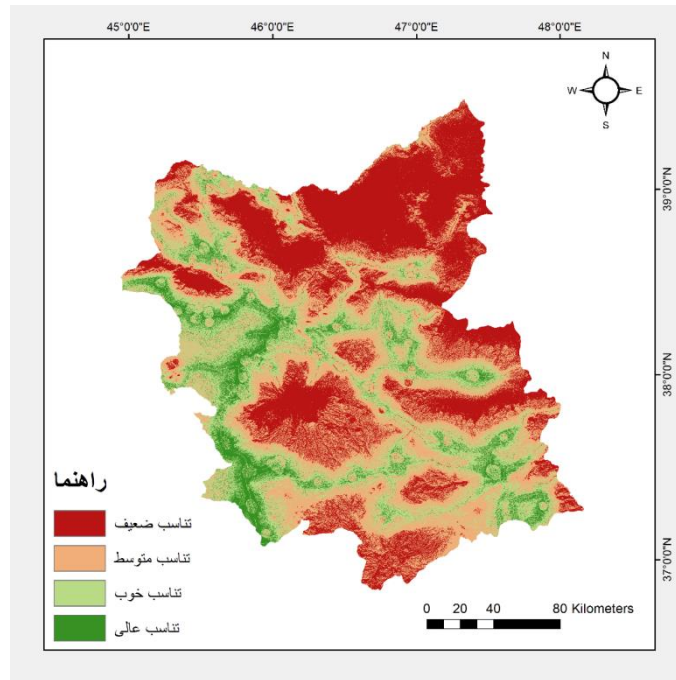 45°0'0"E 46°0'0"E 47°0'0"E 48°0'0"E
N
W E
S
39°0'0"N
38°0'0"N
37°0'0"N
راهنما
تناسب ضعیف
تناسب متوسط
تناسب خوب
تناسب عالی
0 20 40 80 Kilometers